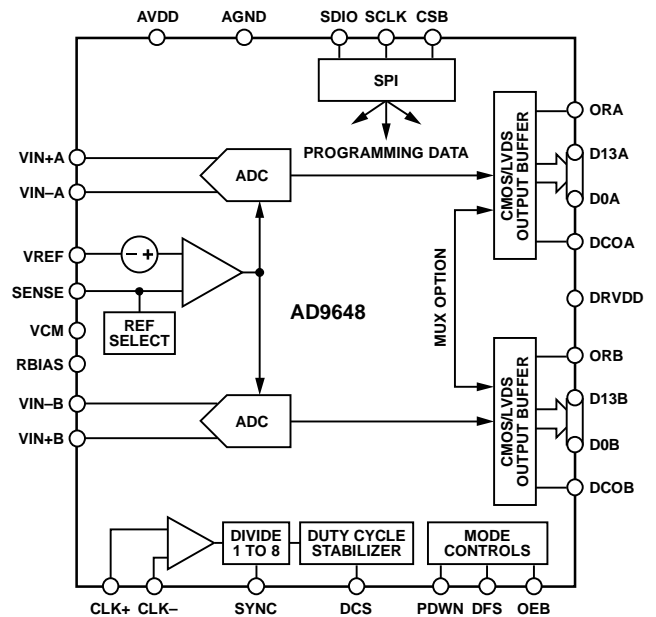 AVDD AGND SDIO SCLK CSB
SPI
PROGRAMMING DATA
VIN+A
VIN–A
ADC
VREF
– +
SENSE
REF
SELECT
VCM
RBIAS
AD9648
VIN–B
VIN+B
ADC
MUX OPTION
CMOS/LVDS
OUTPUT BUFFER
ORA
D13A
D0A
DCOA
DRVDD
CMOS/LVDS
OUTPUT BUFFER
ORB
D13B
D0B
DCOB
DIVIDE
1 TO 8
DUTY CYCLE
STABILIZER
MODE
CONTROLS
CLK+ CLK– SYNC DCS PDWN DFS OEB